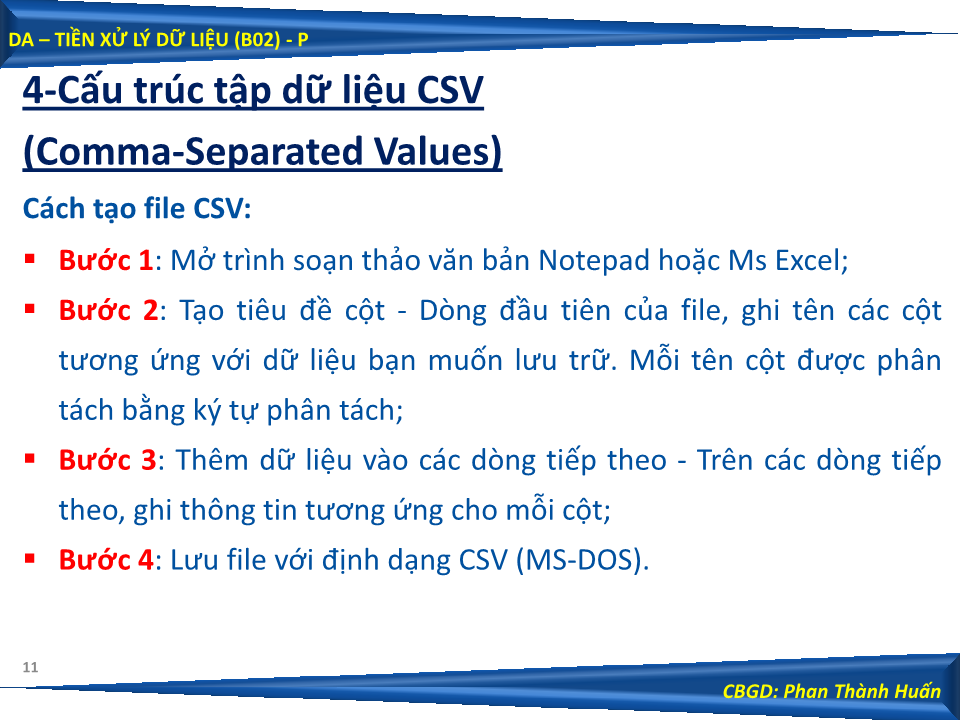 DA – TIỀN XỬ LÝ DỮ LIỆU (B02) - P
4-Cấu trúc tập dữ liệu CSV
(Comma-Separated Values)
Cách tạo file CSV:
▪ Bước 1: Mở trình soạn thảo văn bản Notepad hoặc Ms Excel;
▪ Bước 2: Tạo tiêu đề cột - Dòng đầu tiên của file, ghi tên các cột
tương ứng với dữ liệu bạn muốn lưu trữ. Mỗi tên cột được phân
tách bằng ký tự phân tách;
▪ Bước 3: Thêm dữ liệu vào các dòng tiếp theo - Trên các dòng tiếp
theo, ghi thông tin tương ứng cho mỗi cột;
▪ Bước 4: Lưu file với định dạng CSV (MS-DOS).
11
CBGD: Phan Thành Huấn